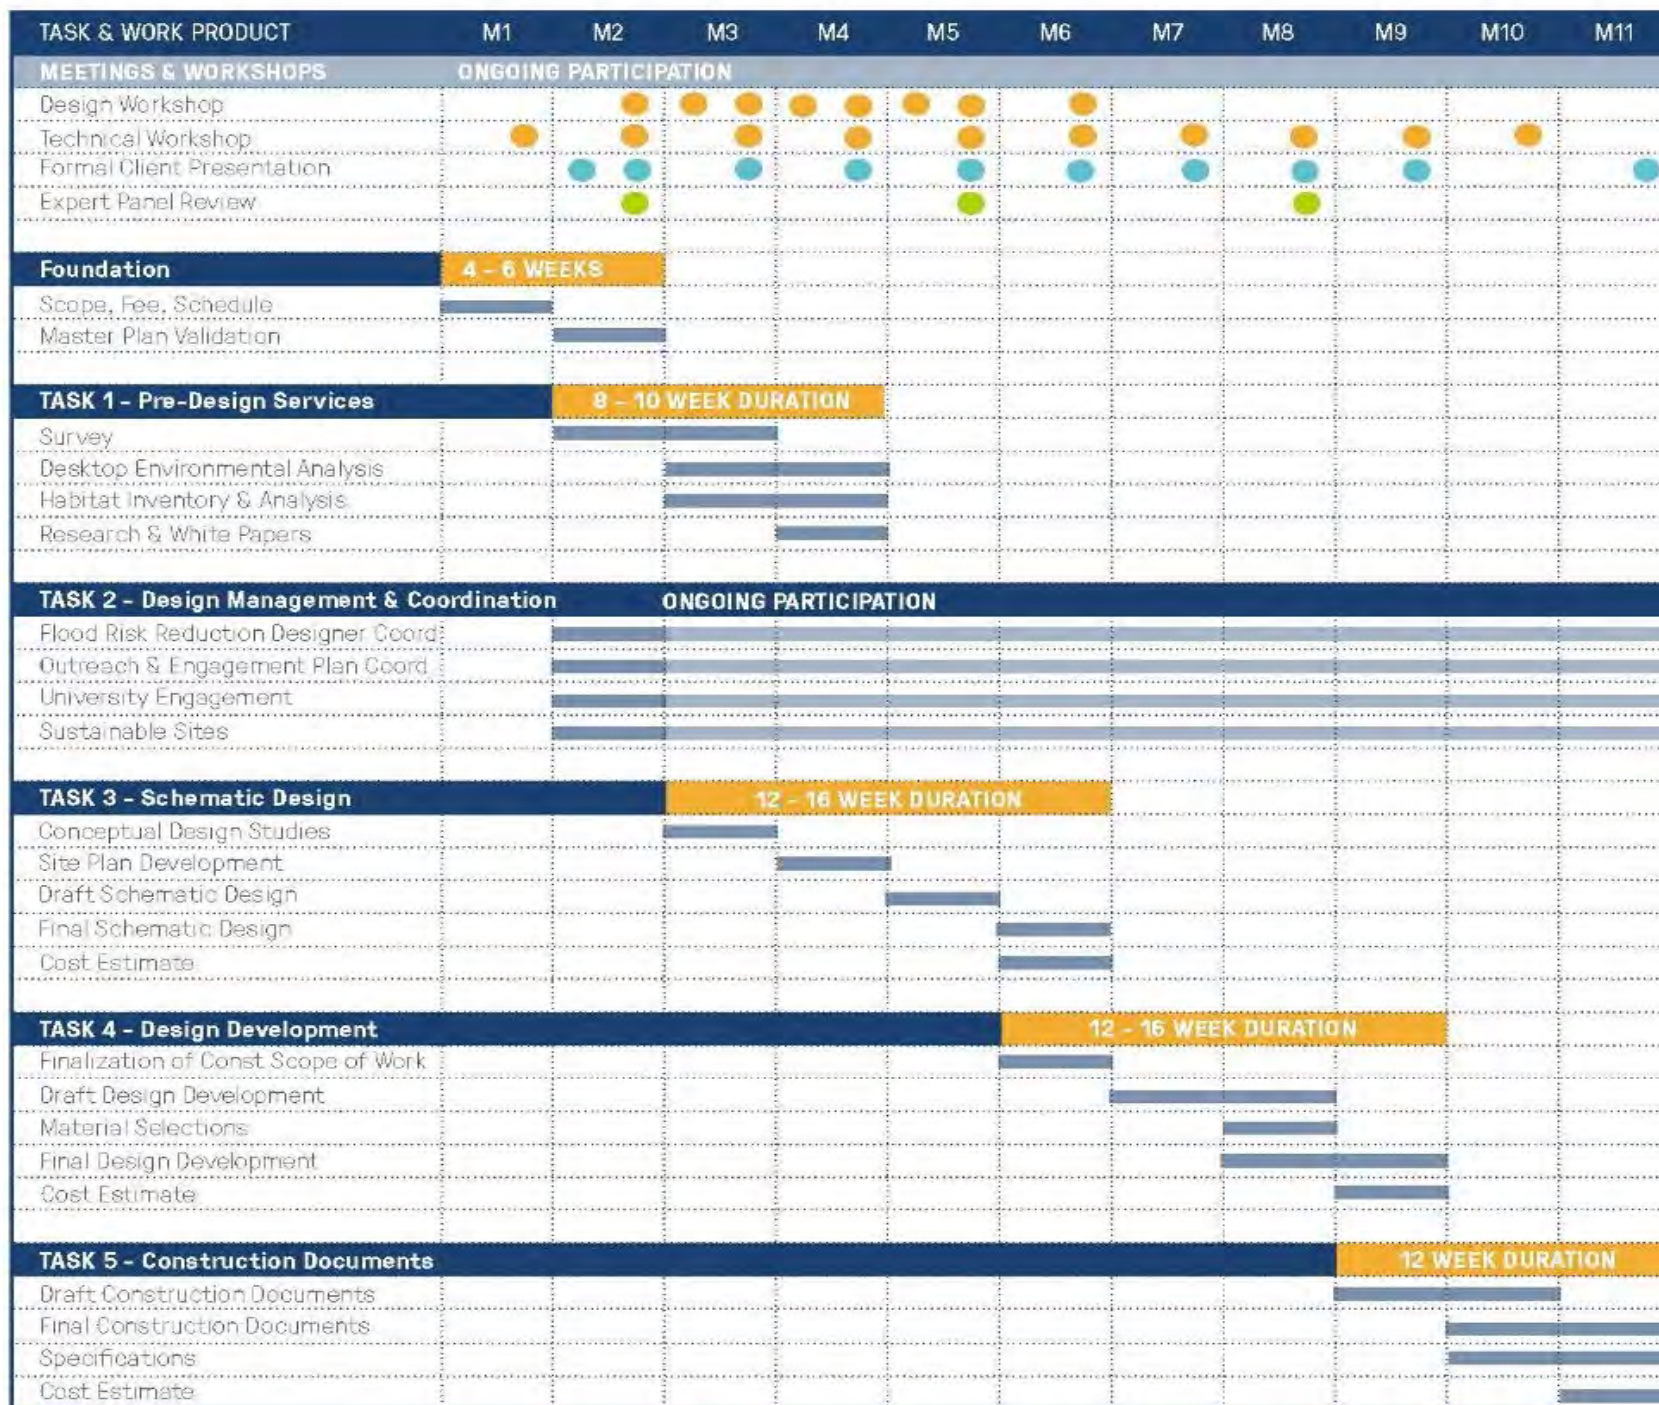 TASK & WORK PRODUCT M1 M2 M3 M4 M5 M6 M7 M8 M9 M10 M11
MEETINGS & WORKSHOPS ONGOING PARTICIPATION
Design Workshop
Technical Workshop
Formal Client Presentation
Expert Panel Review
Foundation 4 - 6 WEEKS
Scope, Fee, Schedule
Master Plan Validation
TASK 1 - Pre-Design Services 8 - 10 WEEK DURATION
Survey
Desktop Environmental Analysis
Habitat Inventory & Analysis
Research & White Papers
TASK 2 - Design Management & Coordination ONGOING PARTICIPATION
Flood Risk Reduction Designer Coord
Outreach & Engagement Plan Coord
University Engagement
Sustainable Sites
TASK 3 - Schematic Design 12 - 16 WEEK DURATION
Conceptual Design Studies
Site Plan Development
Draft Schematic Design
Final Schematic Design
Cost Estimate
TASK 4 - Design Development 12 - 16 WEEK DURATION
Finalization of Const Scope of Work
Draft Design Development
Material Selections
Final Design Development
Cost Estimate
TASK 5 - Construction Documents 12 WEEK DURATION
Draft Construction Documents
Final Construction Documents
Specifications
Cost Estimate